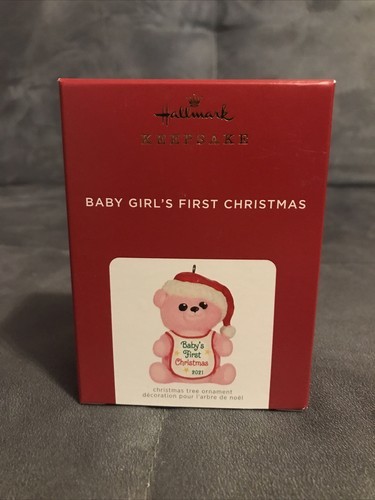 Hallmark
KEEPSAKE
BABY GIRL'S FIRST CHRISTMAS
Baby's
First
Christmas
2021
christmas tree ornament
décoration pour l'arbre de noël